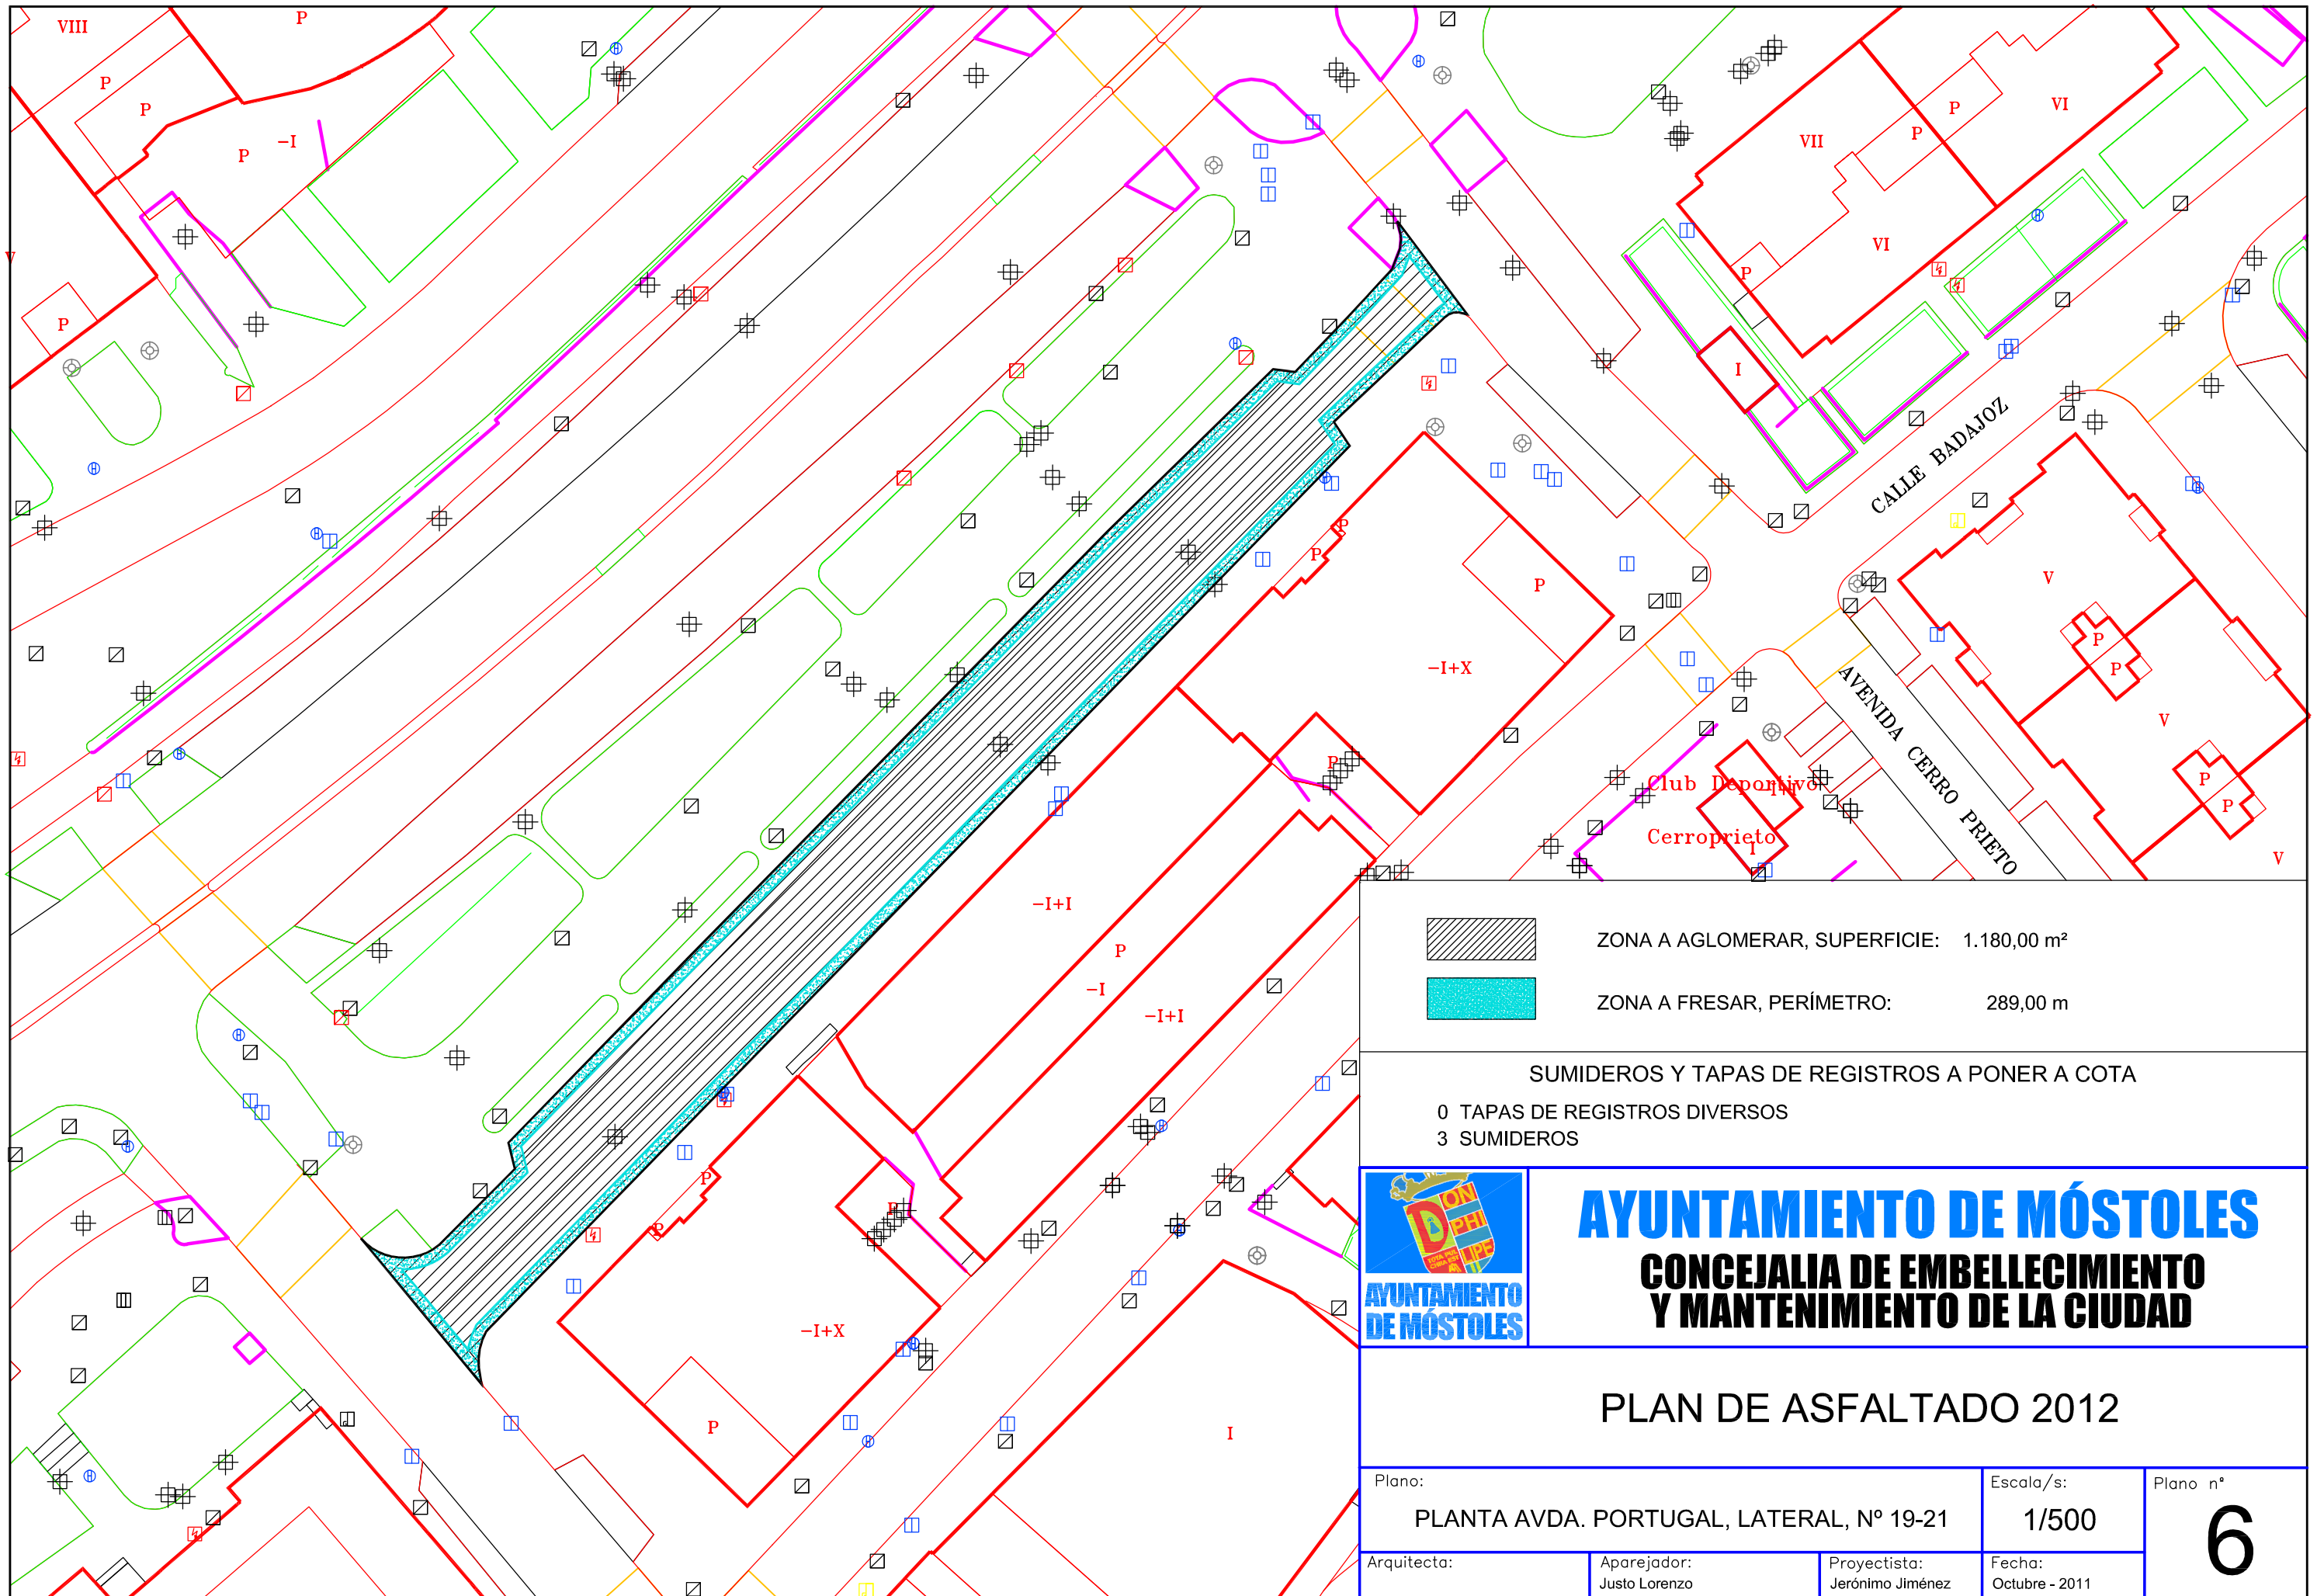 VIII
P
P
P
P
-I
V
P
VII
VI
P
P
VI
P
I
CALLE BADAJOZ
P
P
P
-I+X
P
V
P
P
V
P
P
V
AVENIDA CERRO PRIETO
Club Deportivo
Cerroprieto
I
-I+I
P
-I
-I+I
P
P
P
-I+X
P
I
ZONA A AGLOMERAR, SUPERFICIE: 1.180,00 m²
ZONA A FRESAR, PERÍMETRO: 289,00 m
SUMIDEROS Y TAPAS DE REGISTROS A PONER A COTA
0 TAPAS DE REGISTROS DIVERSOS
3 SUMIDEROS
AYUNTAMIENTO
DE MÓSTOLES
AYUNTAMIENTO DE MÓSTOLES
CONCEJALIA DE EMBELLECIMIENTO
Y MANTENIMIENTO DE LA CIUDAD
PLAN DE ASFALTADO 2012
Plano:
PLANTA AVDA. PORTUGAL, LATERAL, Nº 19-21
Escala/s:
1/500
Plano nº
6
Arquitecta:
Aparejador:
Justo Lorenzo
Proyectista:
Jerónimo Jiménez
Fecha:
Octubre - 2011